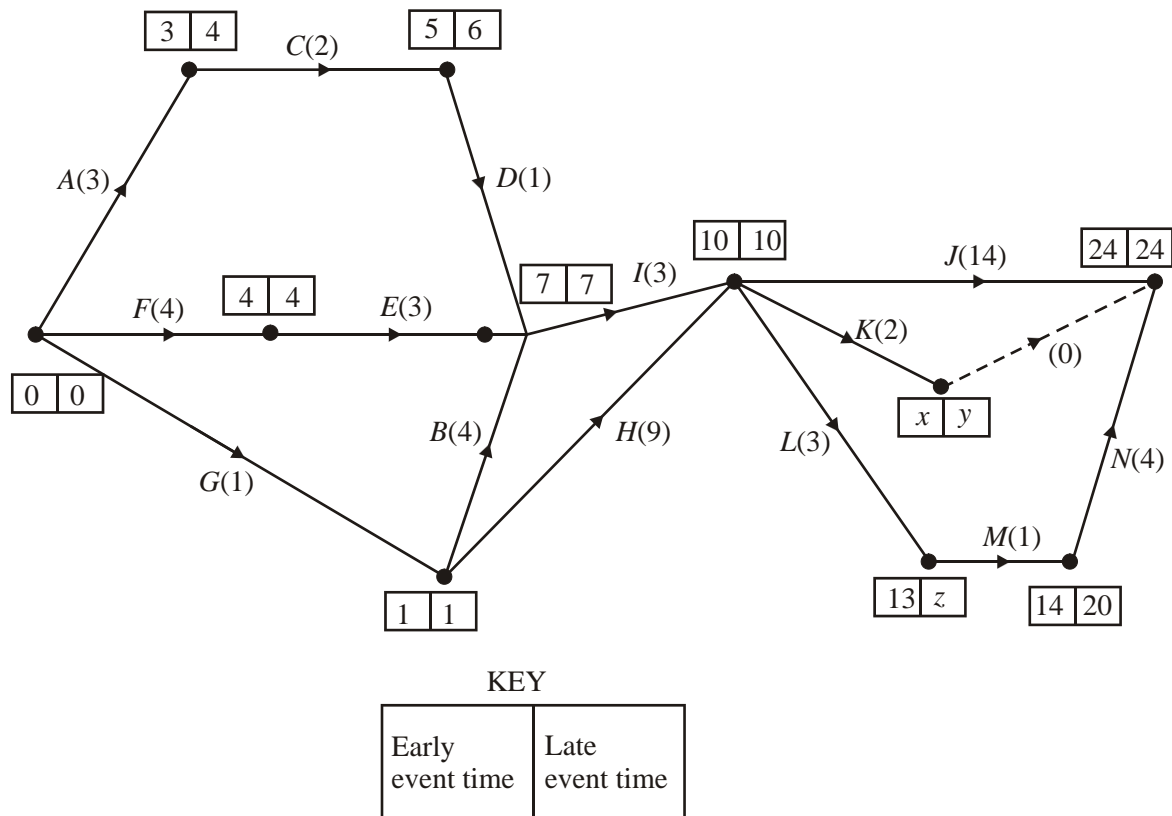 3 4
5 6
C(2)
A(3)
D(1)
10 10
J(14)
24 24
7 7
I(3)
F(4)
4 4
E(3)
K(2)
(0)
0 0
x y
B(4)
H(9)
L(3)
N(4)
G(1)
M(1)
1 1
13 z
14 20
KEY
Early
event time
Late
event time